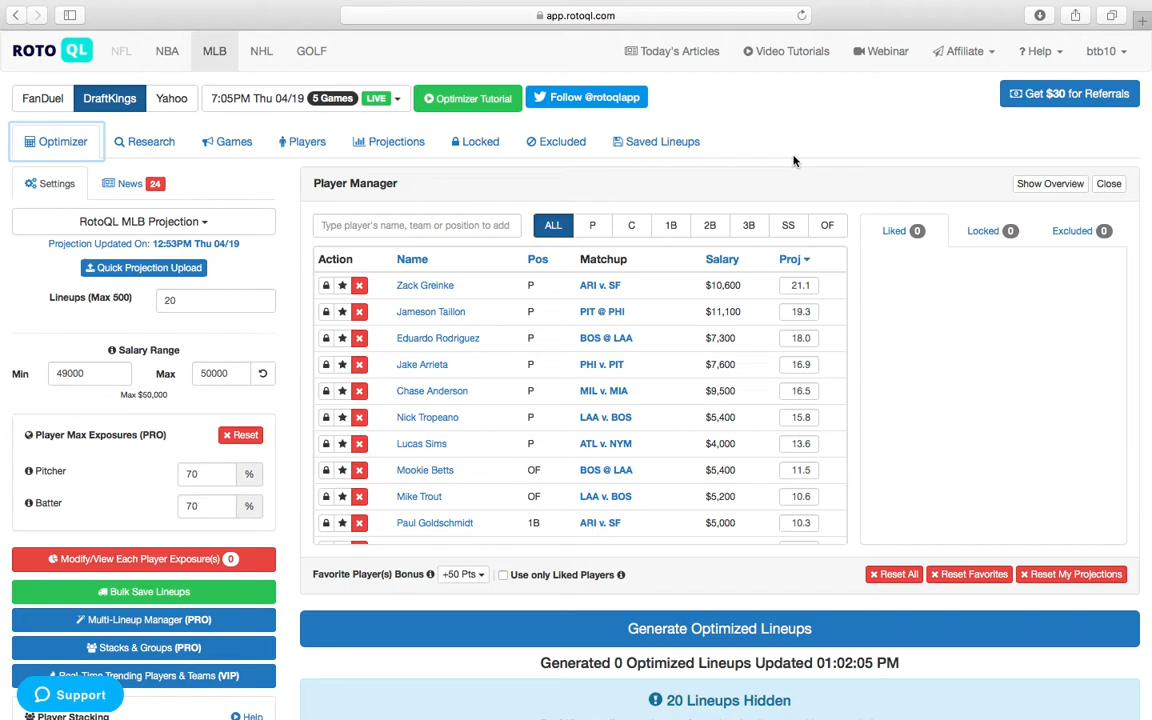 app.rotoql.com
ROTO QL NFL NBA MLB NHL GOLF Today's Articles Video Tutorials Webinar Affiliate ? Help btb10
FanDuel DraftKings Yahoo 7:05PM Thu 04/19 5 Games LIVE Optimizer Tutorial Follow @rotoqlapp Get $30 for Referrals
Optimizer Research Games Players Projections Locked Excluded Saved Lineups
Settings News 24
Player Manager Show Overview Close
RotoQL MLB Projection
Projection Updated On: 12:53PM Thu 04/19
Quick Projection Upload
Lineups (Max 500) 20
Salary Range
Min 49000 Max 50000
Max $50,000
Player Max Exposures (PRO) Reset
Pitcher 70 %
Batter 70 %
Modify/View Each Player Exposure(s) 0
Bulk Save Lineups
Multi-Lineup Manager (PRO)
Stacks & Groups (PRO)
Real-Time Trending Players & Teams (VIP)
Support
Player Stacking Help
Type player's name, team or position to add ALL P C 1B 2B 3B SS OF
Action Name Pos Matchup Salary Proj
Zack Greinke P ARI v. SF $10,600 21.1
Jameson Taillon P PIT @ PHI $11,100 19.3
Eduardo Rodriguez P BOS @ LAA $7,300 18.0
Jake Arrieta P PHI v. PIT $7,600 16.9
Chase Anderson P MIL v. MIA $9,500 16.5
Nick Tropeano P LAA v. BOS $5,400 15.8
Lucas Sims P ATL v. NYM $4,000 13.6
Mookie Betts OF BOS @ LAA $5,400 11.5
Mike Trout OF LAA v. BOS $5,200 10.6
Paul Goldschmidt 1B ARI v. SF $5,000 10.3
Liked 0 Locked 0 Excluded 0
Favorite Player(s) Bonus +50 Pts Use only Liked Players Reset All Reset Favorites Reset My Projections
Generate Optimized Lineups
Generated 0 Optimized Lineups Updated 01:02:05 PM
20 Lineups Hidden